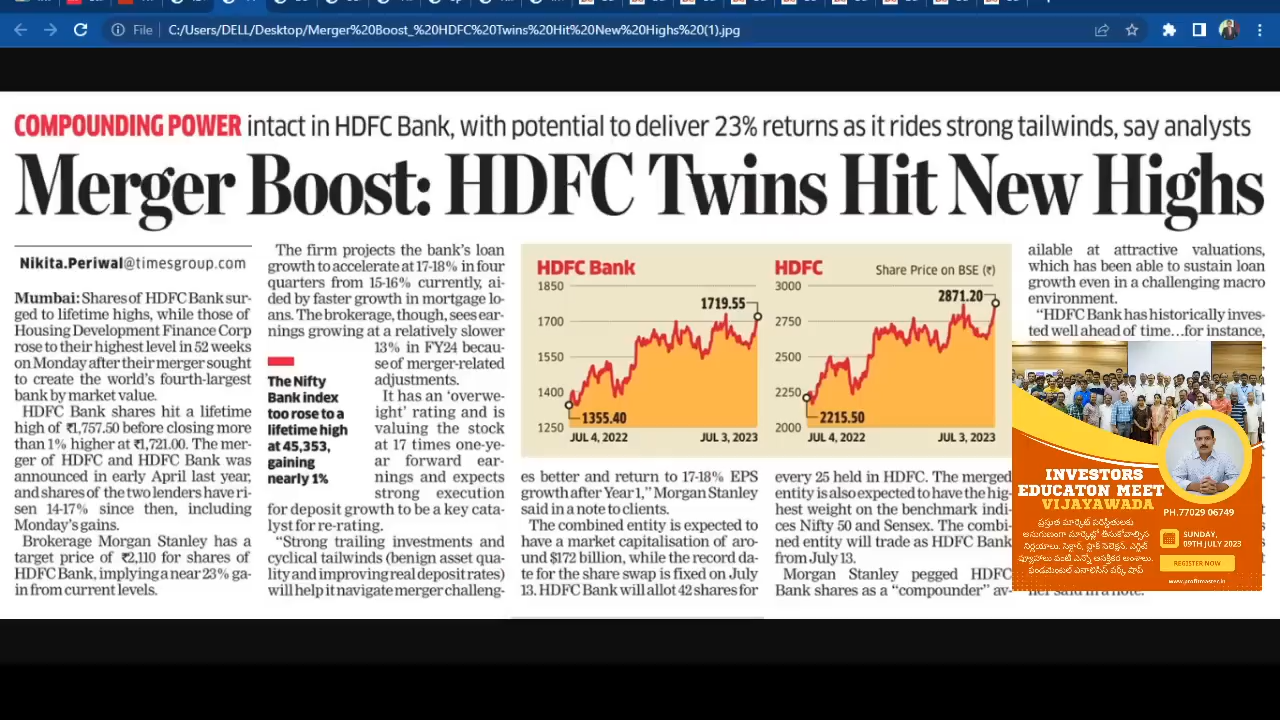 File C:/Users/DELL/Desktop/Merger%20Boost_%20HDFC%20Twins%20Hit%20New%20Highs%20(1).jpg
COMPOUNDING POWER intact in HDFC Bank, with potential to deliver 23% returns as it rides strong tailwinds, say analysts
Merger Boost: HDFC Twins Hit New Highs
Nikita.Periwal@timesgroup.com
Mumbai: Shares of HDFC Bank sur-
ged to lifetime highs, while those of
Housing Development Finance Corp
rose to their highest level in 52 weeks
on Monday after their merger sought
to create the world's fourth-largest
bank by market value.
HDFC Bank shares hit a lifetime
high of ₹1,757.50 before closing more
than 1% higher at ₹1,721.00. The mer-
ger of HDFC and HDFC Bank was
announced in early April last year,
and shares of the two lenders have ri-
sen 14-17% since then, including
Monday's gains.
Brokerage Morgan Stanley has a
target price of ₹2,110 for shares of
HDFC Bank, implying a near 23% ga-
in from current levels.
The firm projects the bank's loan
growth to accelerate at 17-18% in four
quarters from 15-16% currently, ai-
ded by faster growth in mortgage lo-
ans. The brokerage, though, sees ear-
nings growing at a relatively slower
13% in FY24 becau-
se of merger-related
adjustments.
It has an 'overwe-
ight' rating and is
valuing the stock
at 17 times one-ye-
ar forward ear-
nings and expects
strong execution
for deposit growth to be a key cata-
lyst for re-rating.
"Strong trailing investments and
cyclical tailwinds (benign asset qua-
lity and improving real deposit rates)
will help it navigate merger challeng-
The Nifty
Bank index
too rose to a
lifetime high
at 45,353,
gaining
nearly 1%
HDFC Bank
1850
1700
1550
1400
1250
1719.55
1355.40
JUL 4, 2022 JUL 3, 2023
HDFC Share Price on BSE (₹)
3000
2750
2500
2250
2000
2871.20
2215.50
JUL 4, 2022 JUL 3, 2023
es better and return to 17-18% EPS
growth after Year 1," Morgan Stanley
said in a note to clients.
The combined entity is expected to
have a market capitalisation of aro-
und $172 billion, while the record da-
te for the share swap is fixed on July
13. HDFC Bank will allot 42 shares for
every 25 held in HDFC. The merged
entity is also expected to have the hig-
hest weight on the benchmark indi-
ces Nifty 50 and Sensex. The combi-
ned entity will trade as HDFC Bank
from July 13.
Morgan Stanley pegged HDFC
Bank shares as a "compounder" av-
ailable at attractive valuations,
which has been able to sustain loan
growth even in a challenging macro
environment.
"HDFC Bank has historically inves-
ted well ahead of time...for instance,
INVESTORS
EDUCATON MEET
VIJAYAWADA
PH.77029 06749
ప్రస్తుత మార్కెట్ పరిస్థితులకు
అనుగుణంగా మార్కెట్లో తీసుకోవాల్సిన
నిర్ణయాలు, సెక్టార్, స్టాక్ సెలెక్షన్, ఎగ్జిట్
వ్యూహాలు వంటి ఎన్నో ఆసక్తికర అంశాలు.
ఫండమెంటల్ ఎనాలిసిస్ వర్క్ షాప్
SUNDAY,
09TH JULY 2023
REGISTER NOW
www.profitmaster.in